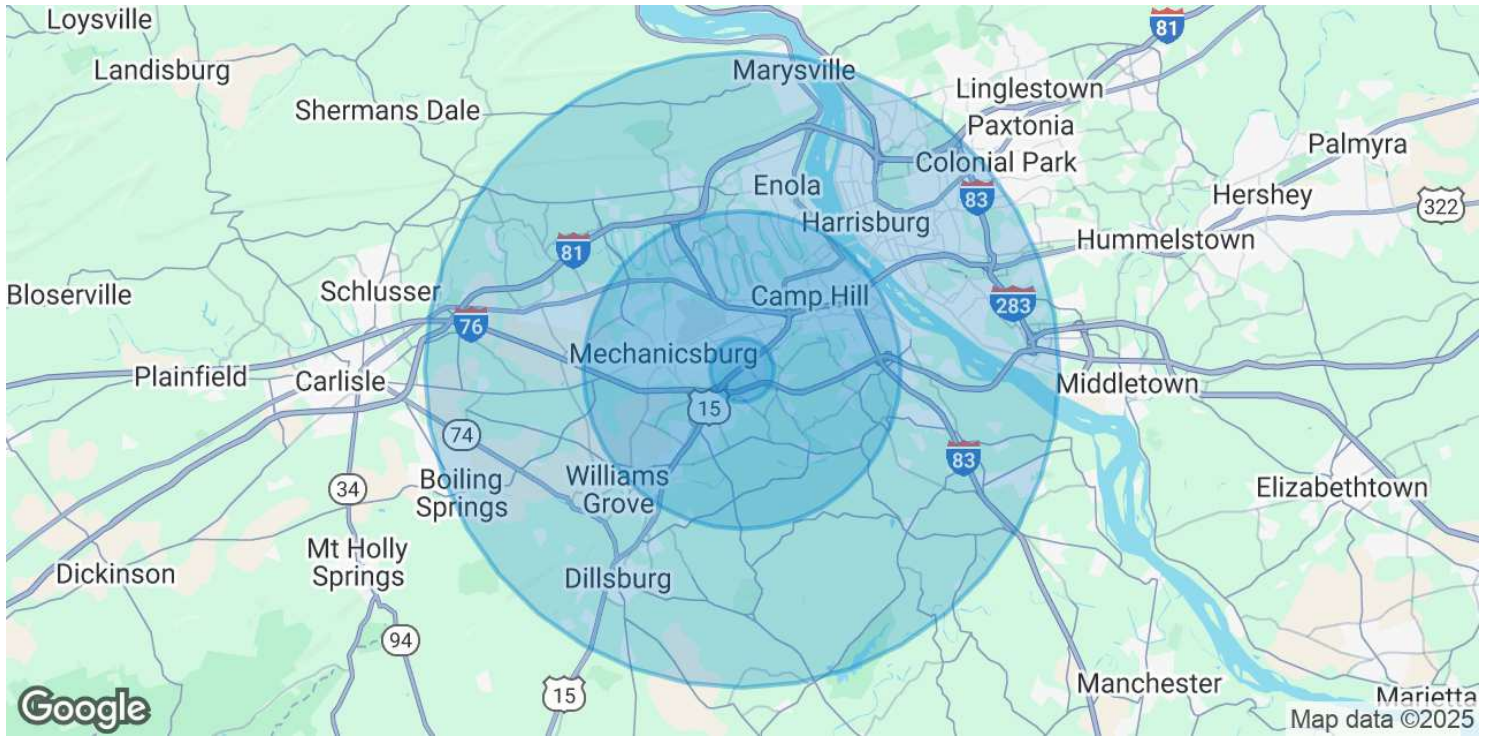 Loysville
81
Landisburg
Marysville
Linglestown
Shermans Dale
Paxtonia
Palmyra
Colonial Park
Enola
83
Hershey
Harrisburg
322
Hummelstown
81
Bloserville
Schlusser
Camp Hill
283
76
Mechanicsburg
Plainfield
Carlisle
Middletown
15
74
83
Williams
Grove
Boiling
Springs
34
Elizabethtown
Mt Holly
Springs
Dickinson
Dillsburg
94
15
Manchester
Marietta
Google
Map data ©2025